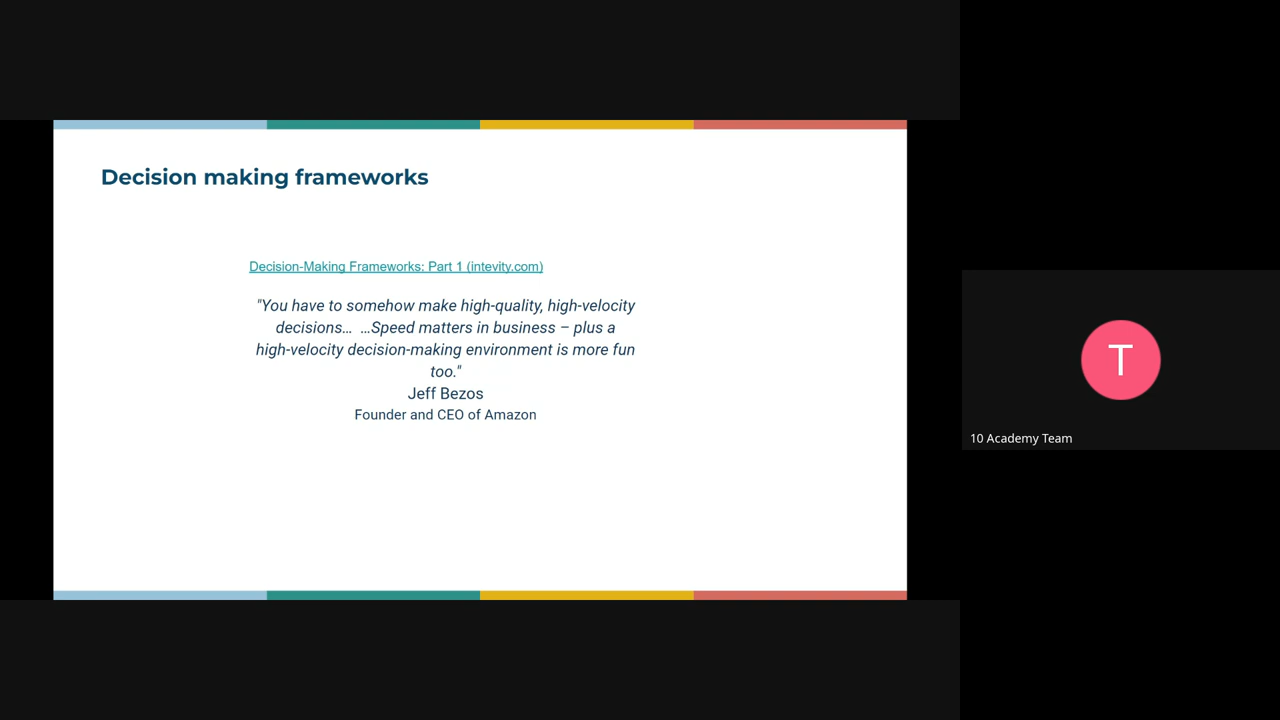 Decision making frameworks
Decision-Making Frameworks: Part 1 (intevity.com)
"You have to somehow make high-quality, high-velocity
decisions… …Speed matters in business – plus a
high-velocity decision-making environment is more fun
too."
Jeff Bezos
Founder and CEO of Amazon
T
10 Academy Team